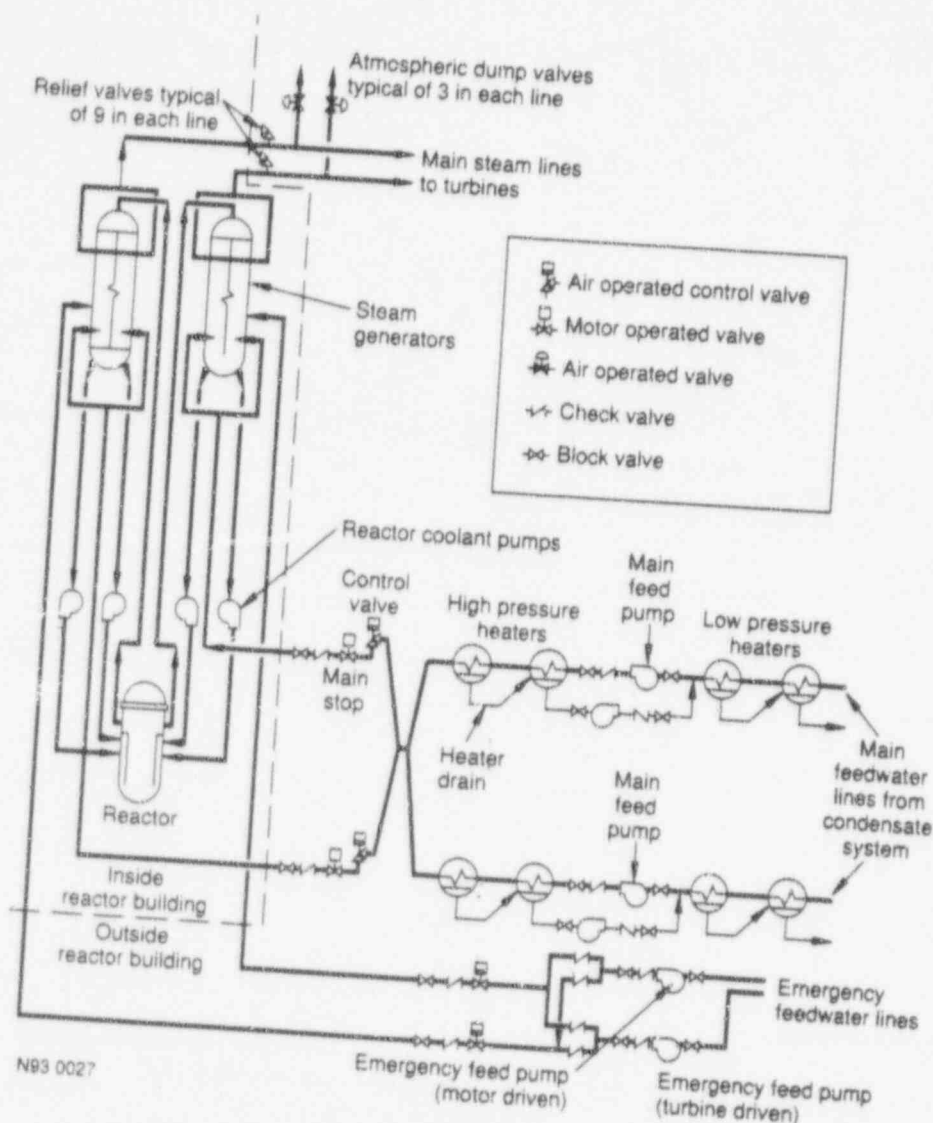 Atmospheric dump valves
typical of 3 in each line
Relief valves typical
of 9 in each line
Main steam lines
to turbines
Steam
generators
Air operated control valve
Motor operated valve
Air operated valve
Check valve
Block valve
Reactor coolant pumps
Control
valve
Main
stop
High pressure
heaters
Main
feed
pump
Low pressure
heaters
Heater
drain
Main
feed
pump
Main
feedwater
lines from
condensate
system
Reactor
Inside
reactor building
Outside
reactor building
Emergency
feedwater lines
Emergency feed pump
(motor driven)
Emergency feed pump
(turbine driven)
N93 0027